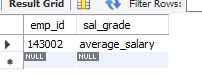 Result Grid Filter Rows:
emp_id sal_grade
143002 average_salary
NULL NULL